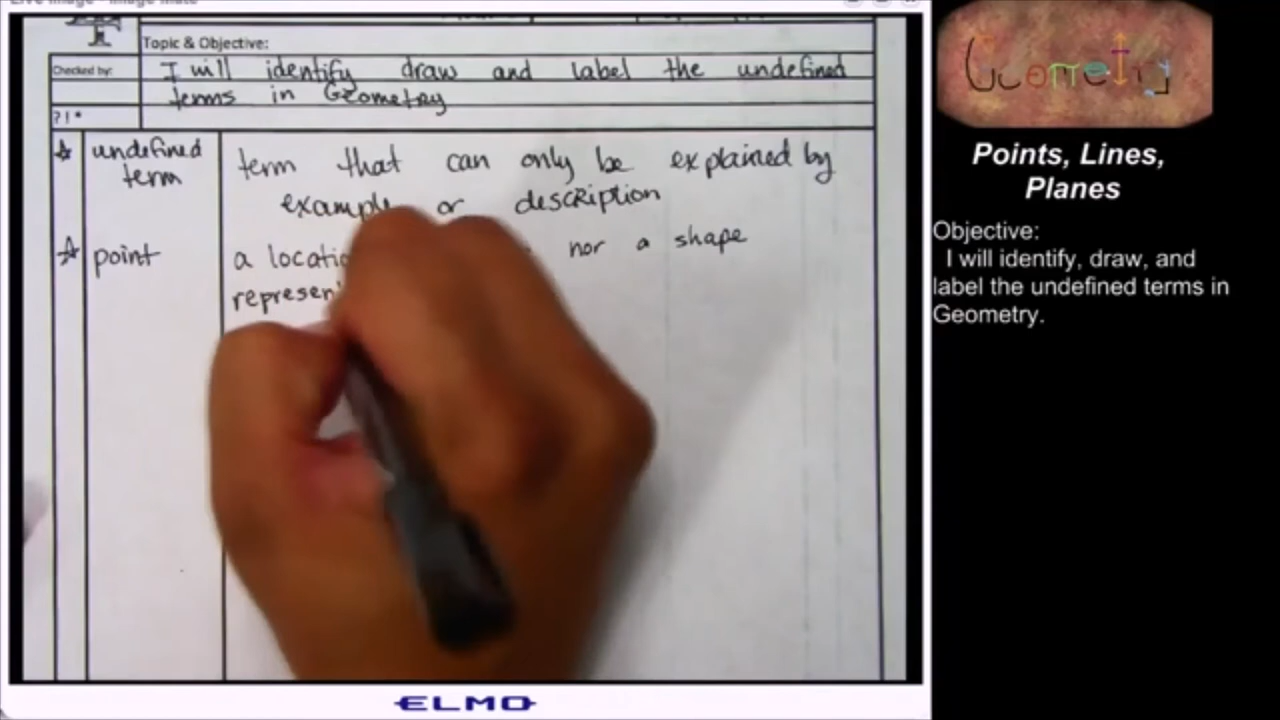 Topic & Objective:
Checked by:
I will identify draw and label the undefined
terms in Geometry
? ! *
undefined term
term that can only be explained by
example or description
point
a nor a shape
Geometry
Points, Lines,
Planes
Objective:
I will identify, draw, and
label the undefined terms in
Geometry.
ELMO